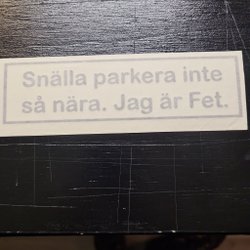 Snälla parkera inte
så nära. Jag är Fet.